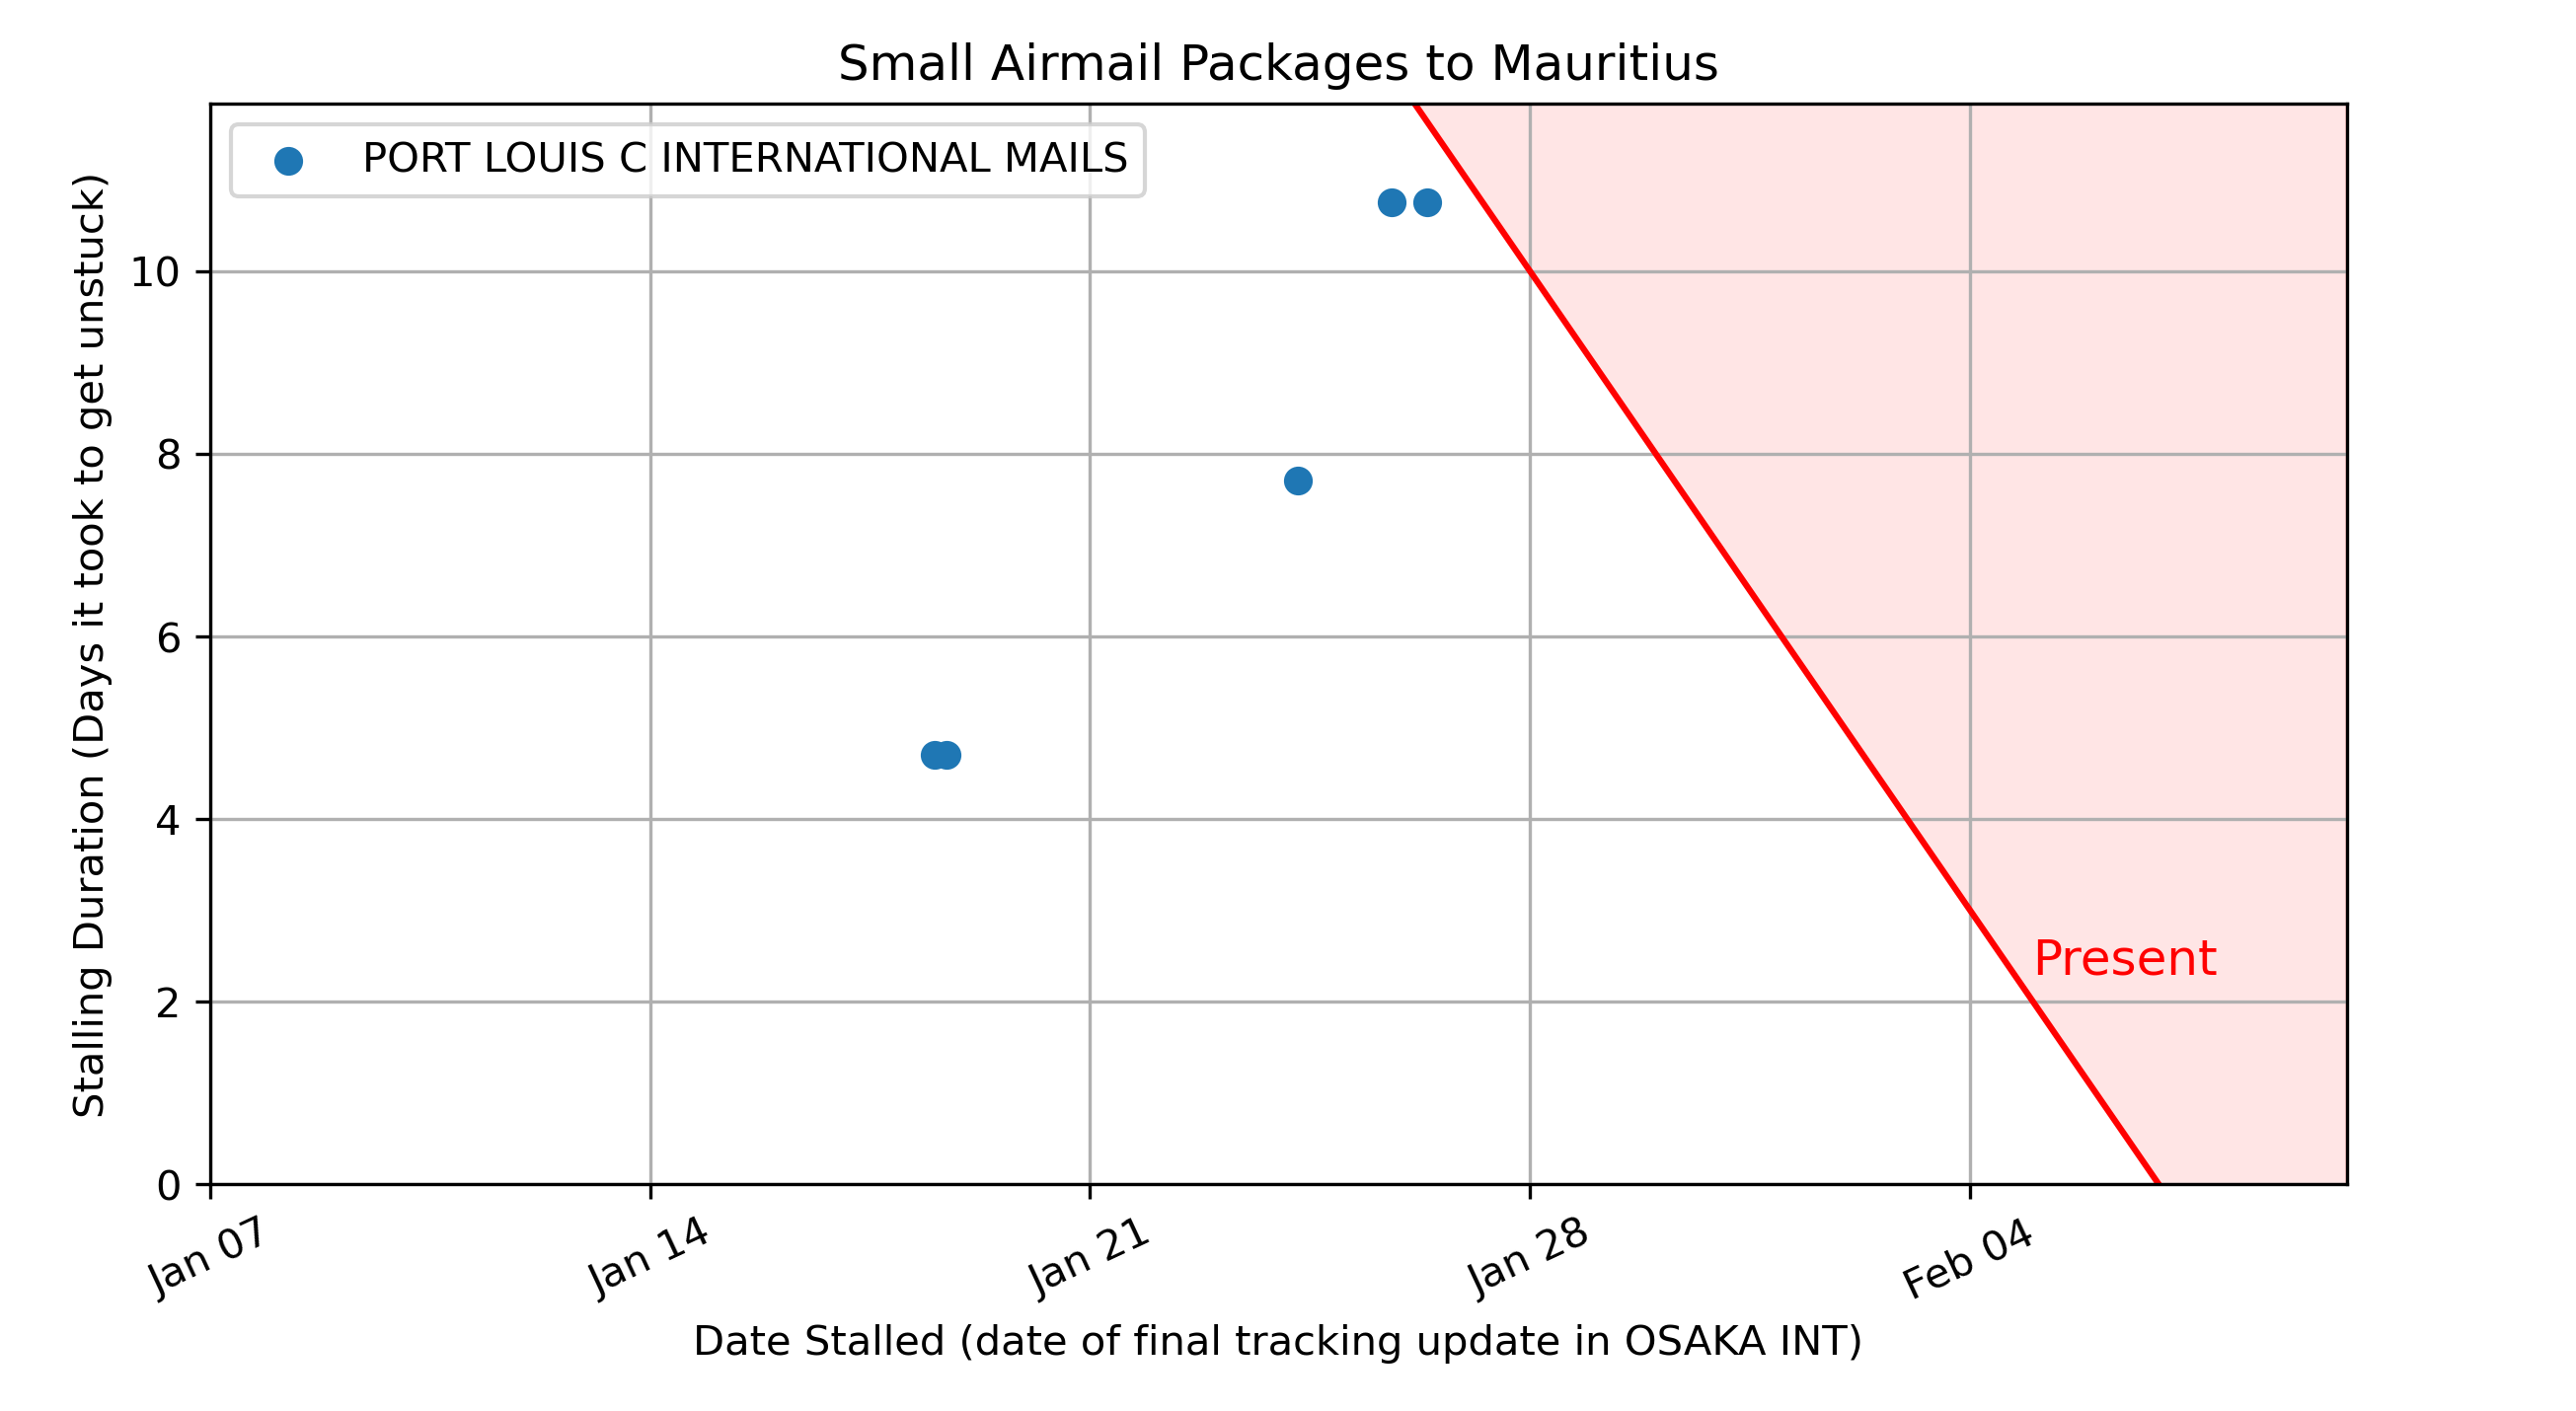 Small Airmail Packages to Mauritius
PORT LOUIS C INTERNATIONAL MAILS
Stalling Duration (Days it took to get unstuck)
10
8
6
4
2
0
Present
Jan 07
Jan 14
Jan 21
Jan 28
Feb 04
Date Stalled (date of final tracking update in OSAKA INT)